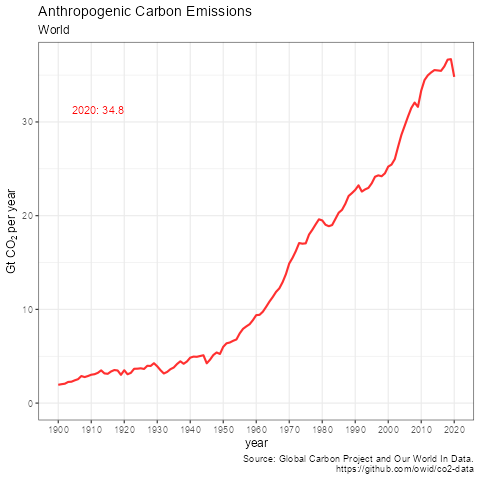 Anthropogenic Carbon Emissions
World
2020: 34.8
Gt CO₂ per year
30
20
10
0
1900 1910 1920 1930 1940 1950 1960 1970 1980 1990 2000 2010 2020
year
Source: Global Carbon Project and Our World In Data.
https://github.com/owid/co2-data